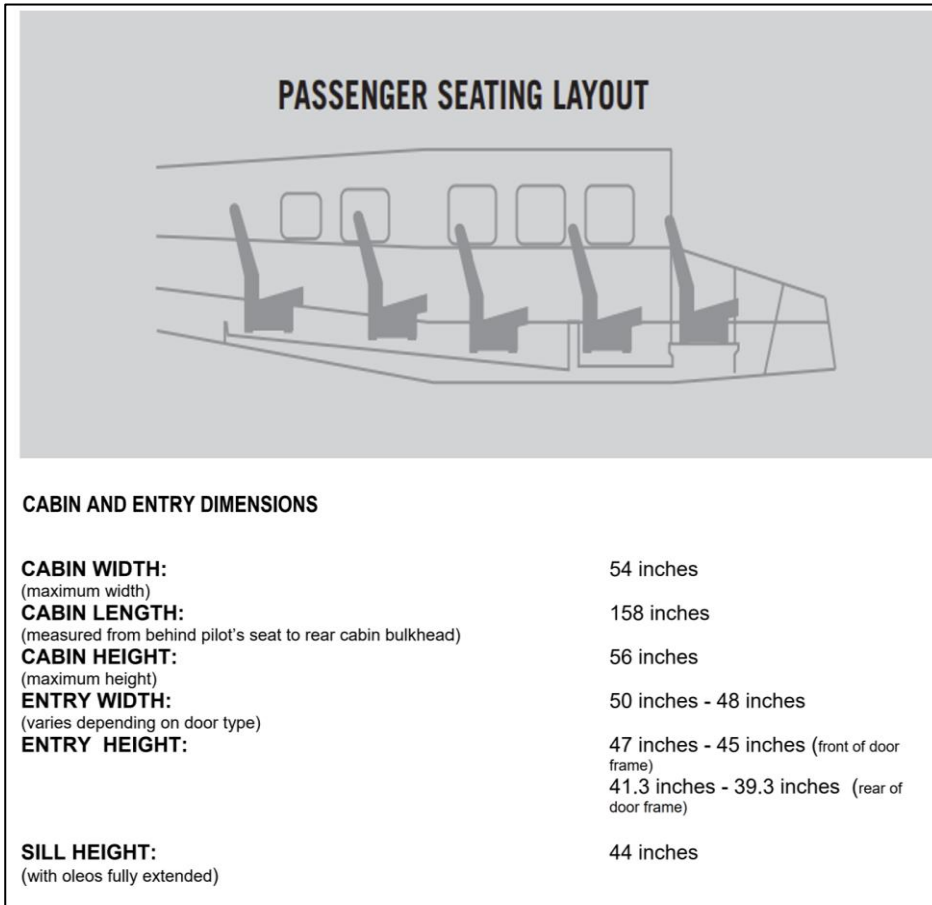 PASSENGER SEATING LAYOUT
CABIN AND ENTRY DIMENSIONS
CABIN WIDTH: 54 inches
(maximum width)
CABIN LENGTH: 158 inches
(measured from behind pilot's seat to rear cabin bulkhead)
CABIN HEIGHT: 56 inches
(maximum height)
ENTRY WIDTH: 50 inches - 48 inches
(varies depending on door type)
ENTRY HEIGHT: 47 inches - 45 inches (front of door
frame)
41.3 inches - 39.3 inches (rear of
door frame)
SILL HEIGHT: 44 inches
(with oleos fully extended)